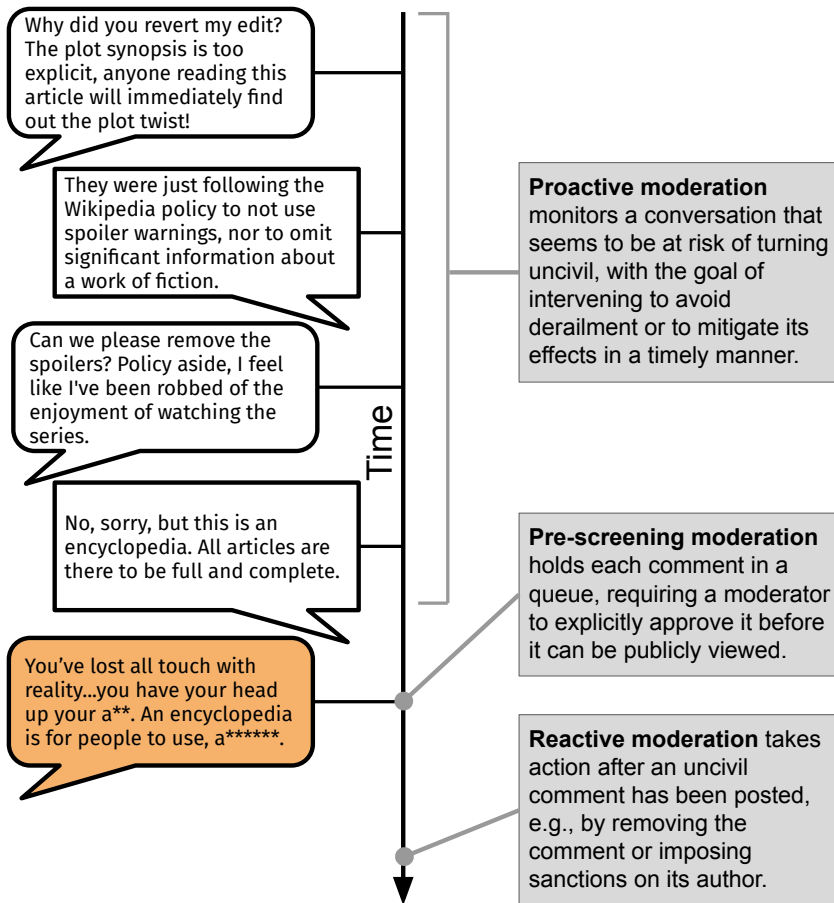 Why did you revert my edit?
The plot synopsis is too
explicit, anyone reading this
article will immediately find
out the plot twist!
They were just following the
Wikipedia policy to not use
spoiler warnings, nor to omit
significant information about
a work of fiction.
Can we please remove the
spoilers? Policy aside, I feel
like I've been robbed of the
enjoyment of watching the
series.
No, sorry, but this is an
encyclopedia. All articles are
there to be full and complete.
You've lost all touch with
reality...you have your head
up your a**. An encyclopedia
is for people to use, a******.
Time
Proactive moderation
monitors a conversation that
seems to be at risk of turning
uncivil, with the goal of
intervening to avoid
derailment or to mitigate its
effects in a timely manner.
Pre-screening moderation
holds each comment in a
queue, requiring a moderator
to explicitly approve it before
it can be publicly viewed.
Reactive moderation takes
action after an uncivil
comment has been posted,
e.g., by removing the
comment or imposing
sanctions on its author.